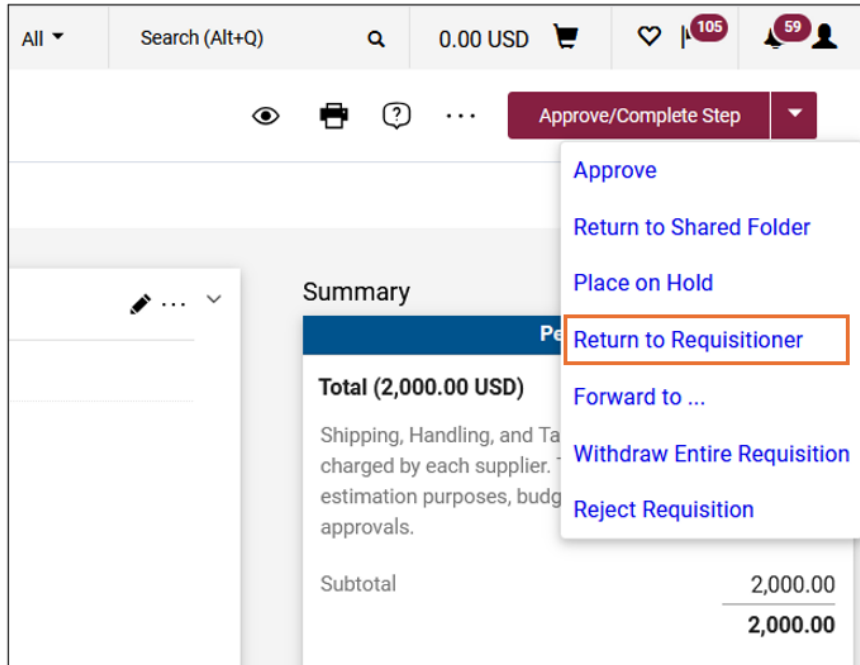 All
Search (Alt+Q)
0.00 USD
105
59
?
Approve/Complete Step
Approve
Return to Shared Folder
Place on Hold
Return to Requisitioner
Forward to ...
Withdraw Entire Requisition
Reject Requisition
Summary
Total (2,000.00 USD)
Shipping, Handling, and
charged by each supplier.
estimation purposes,
approvals.
Subtotal
2,000.00
2,000.00